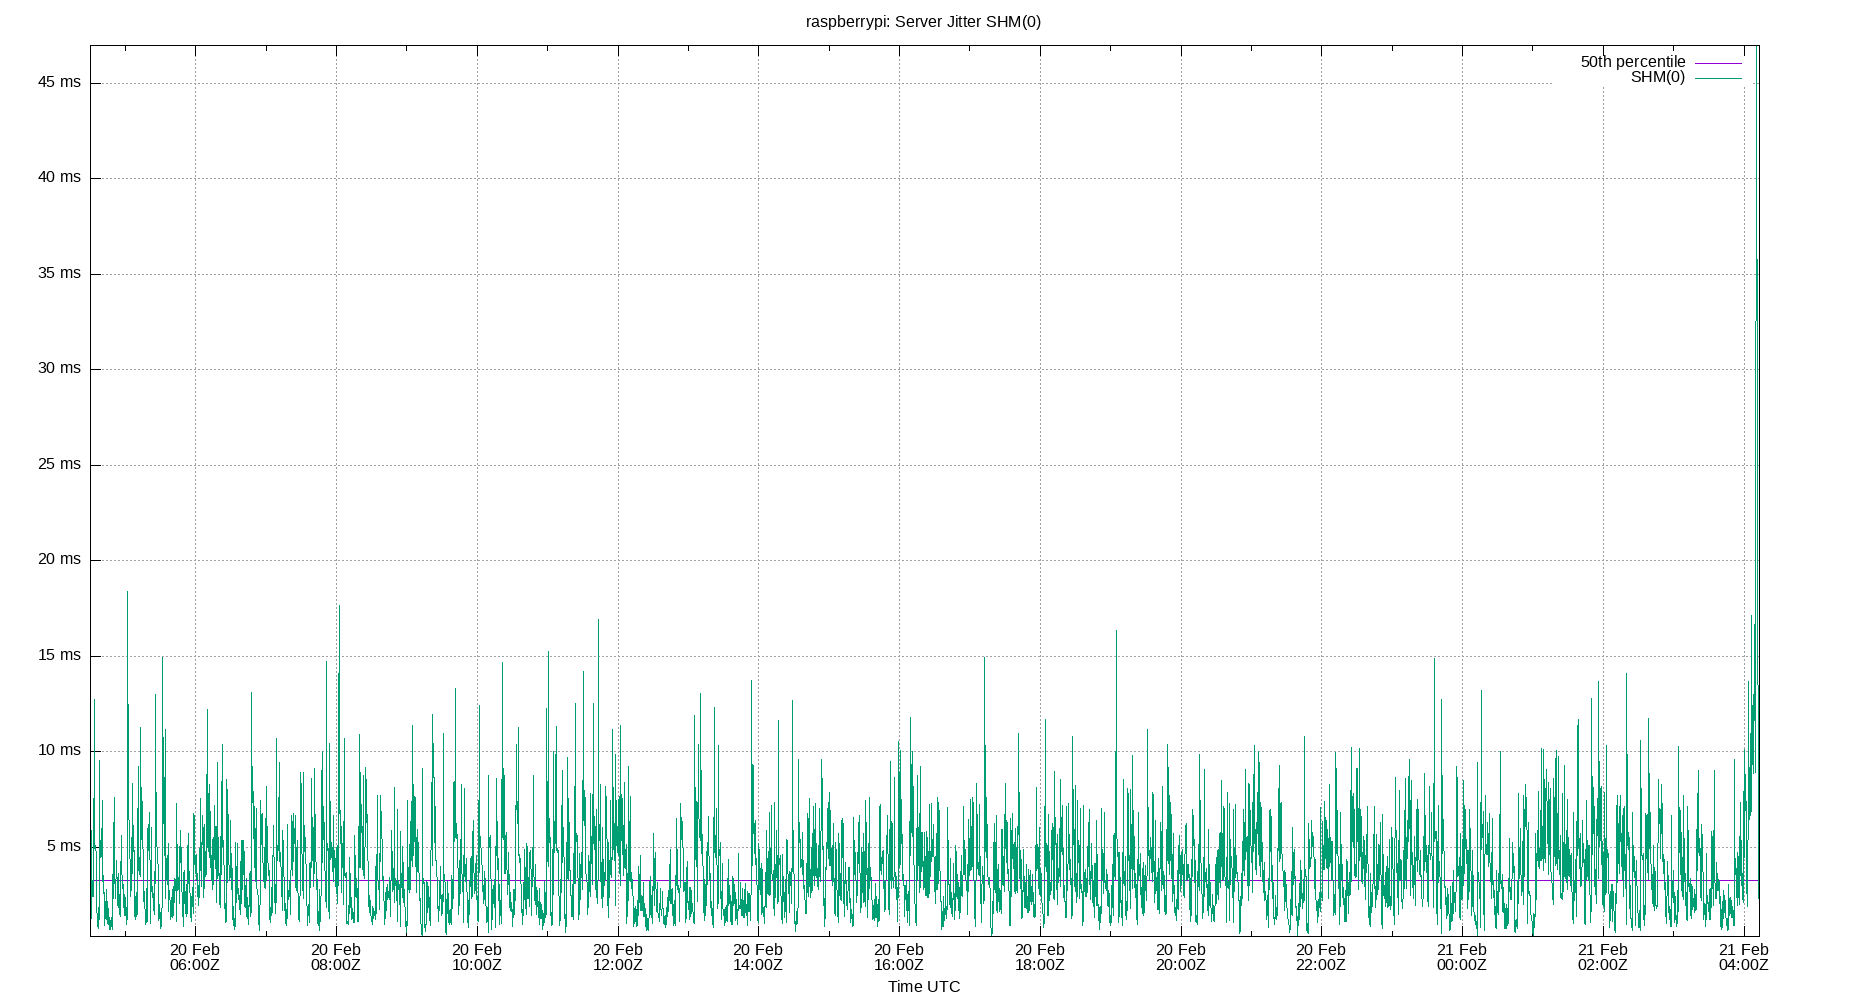 raspberrypi: Server Jitter SHM(0)
50th percentile
SHM(0)
45 ms
40 ms
35 ms
30 ms
25 ms
20 ms
15 ms
10 ms
5 ms
20 Feb 20 Feb 20 Feb 20 Feb 20 Feb 20 Feb 20 Feb 20 Feb 20 Feb 21 Feb 21 Feb 21 Feb
06:00Z 08:00Z 10:00Z 12:00Z 14:00Z 16:00Z 18:00Z 20:00Z 22:00Z 00:00Z 02:00Z 04:00Z
Time UTC